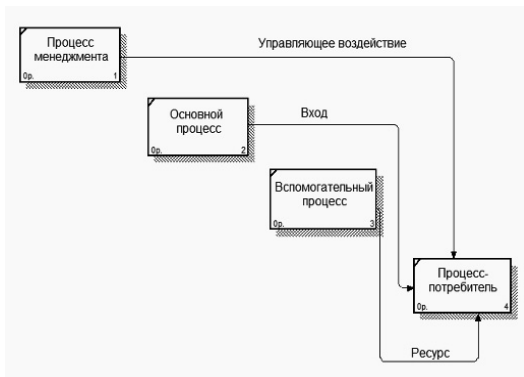 Процесс
менеджмента
0р.
1
Управляющее воздействие
Основной
процесс
0р.
2
Вход
Вспомогательный
процесс
0р.
3
Процесс-
потребитель
0р.
4
Ресурс